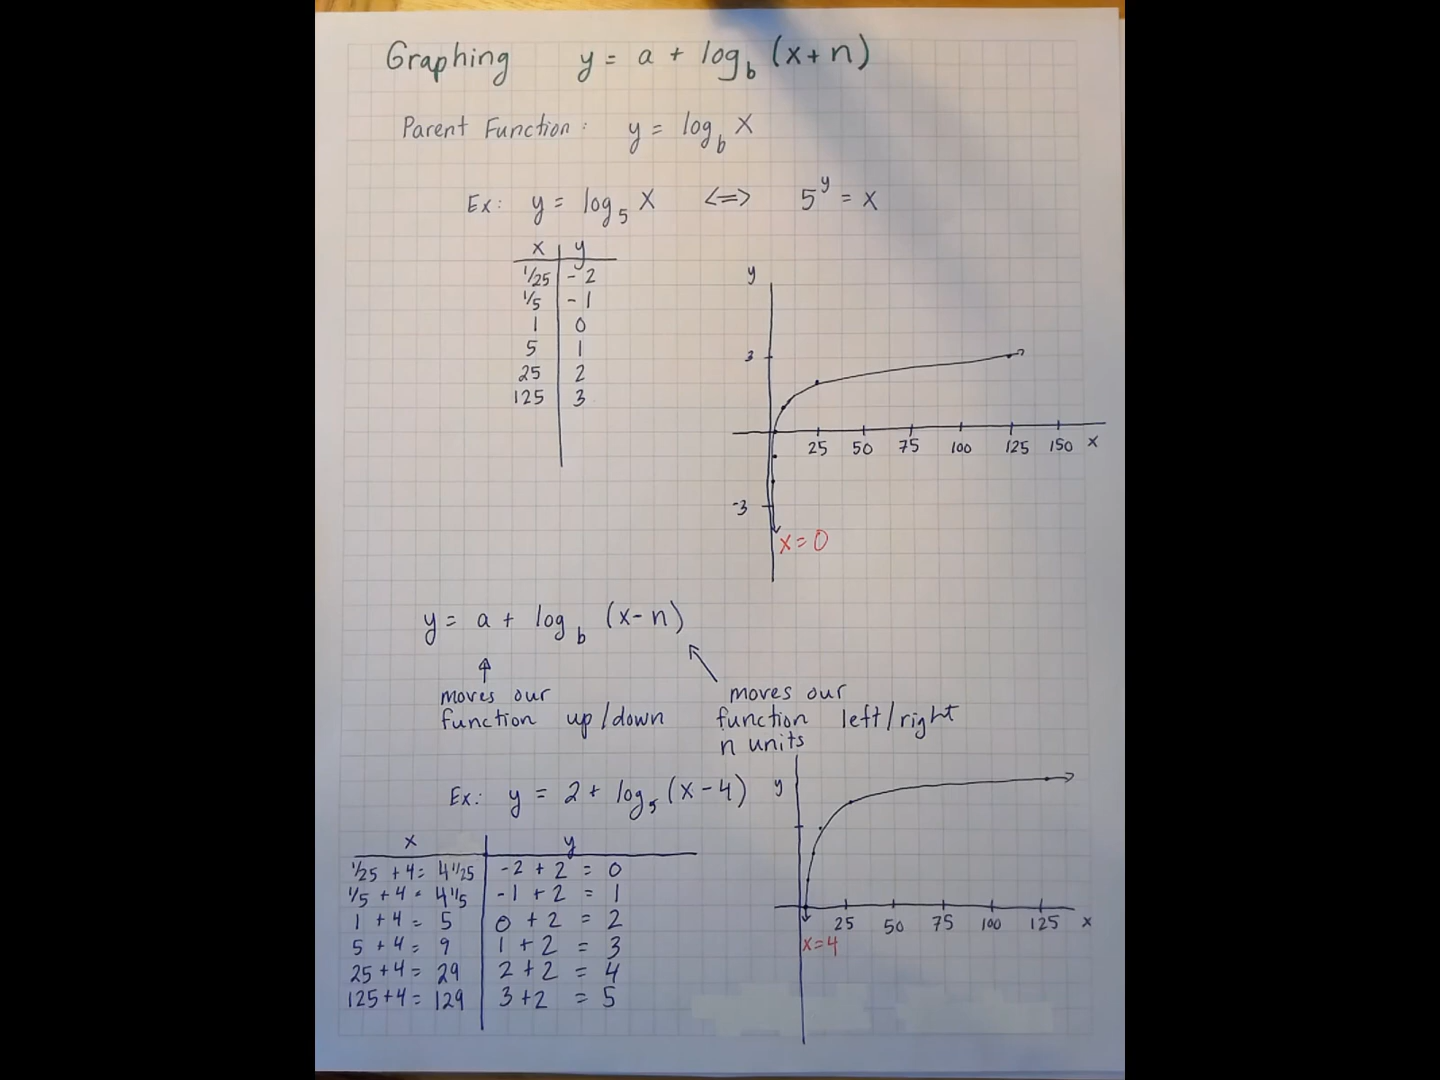 Graphing y = a + log_b (x+n)
Parent Function: y = log_b x
Ex: y = log_5 x <=> 5^y = x
x | y
1/25 | -2
1/5 | -1
1 | 0
5 | 1
25 | 2
125 | 3
y
3
25 50 75 100 125 150 x
-3
x=0
y = a + log_b (x-n)
moves our
function up/down
moves our
function left/right
n units
Ex: y = 2 + log_5 (x-4)
x | y
1/25 + 4 = 4 1/25 | -2 + 2 = 0
1/5 + 4 = 4 1/5 | -1 + 2 = 1
1 + 4 = 5 | 0 + 2 = 2
5 + 4 = 9 | 1 + 2 = 3
25 + 4 = 29 | 2 + 2 = 4
125 + 4 = 129 | 3 + 2 = 5
y
25 50 75 100 125 x
x=4